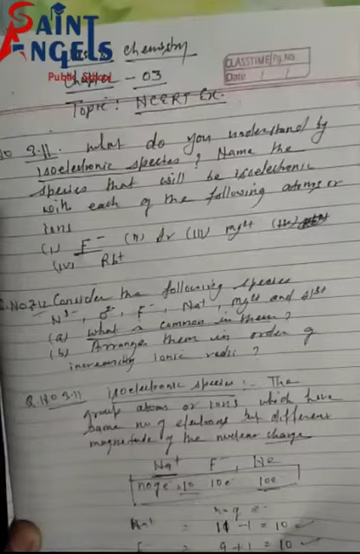 SAINT
ANGELS
Public School
Chemistry
CLASSTIME Pg.No.
Date / /
Chapter - 03
Topic : NCERT Ex.
3.11. What do you understand by
isoelectronic species? Name the
species that will be isoelectronic
with each of the following atoms or
ions
(i) F⁻ (ii) Ar (iii) Mg²⁺
(iv) Rb⁺
Consider the following species
N³⁻, O²⁻, F⁻, Na⁺, Mg²⁺ and Al³⁺
(a) What is common in them?
(b) Arrange them in order of
increasing ionic radii?
Q.NO 3.11 isoelectronic species:- The
group atoms or ions which have
same no of electrons but different
magnitude of the nuclear charge
Na⁺ F⁻, Ne
no of e⁻ 10 10e⁻ 10e
Na⁺ = 11 -1 = 10
= 9 + 1 = 10